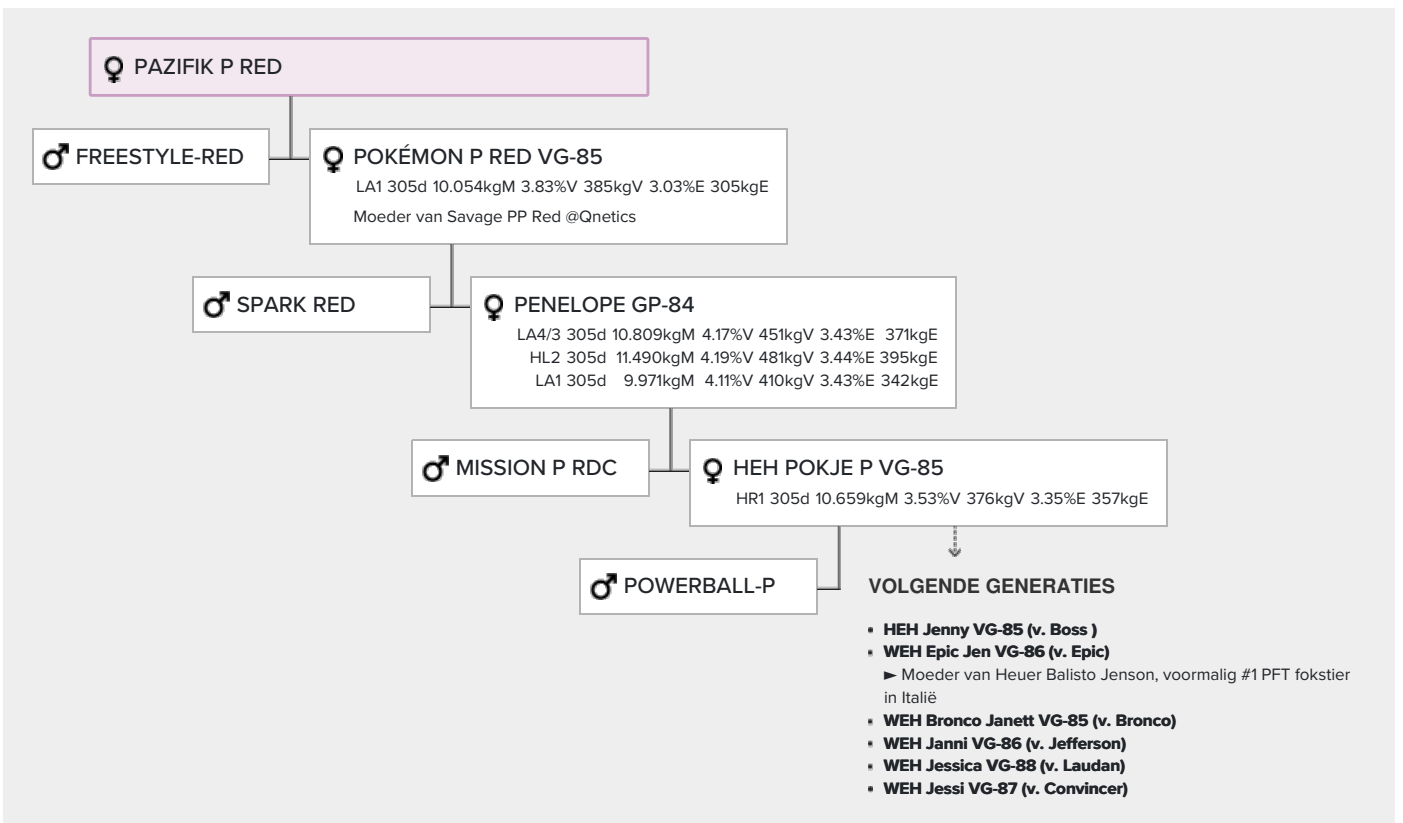 PAZIFIK P RED
FREESTYLE-RED
POKÉMON P RED VG-85
LA1 305d 10.054kgM 3.83%V 385kgV 3.03%E 305kgE
Moeder van Savage PP Red @Qnetics
SPARK RED
PENELOPE GP-84
LA4/3 305d 10.809kgM 4.17%V 451kgV 3.43%E 371kgE
HL2 305d 11.490kgM 4.19%V 481kgV 3.44%E 395kgE
LA1 305d 9.971kgM 4.11%V 410kgV 3.43%E 342kgE
MISSION P RDC
HEH POKJE P VG-85
HR1 305d 10.659kgM 3.53%V 376kgV 3.35%E 357kgE
POWERBALL-P
VOLGENDE GENERATIES
HEH Jenny VG-85 (v. Boss )
WEH Epic Jen VG-86 (v. Epic)
► Moeder van Heuer Balisto Jenson, voormalig #1 PFT fokstier
in Italië
WEH Bronco Janett VG-85 (v. Bronco)
WEH Janni VG-86 (v. Jefferson)
WEH Jessica VG-88 (v. Laudan)
WEH Jessi VG-87 (v. Convincer)